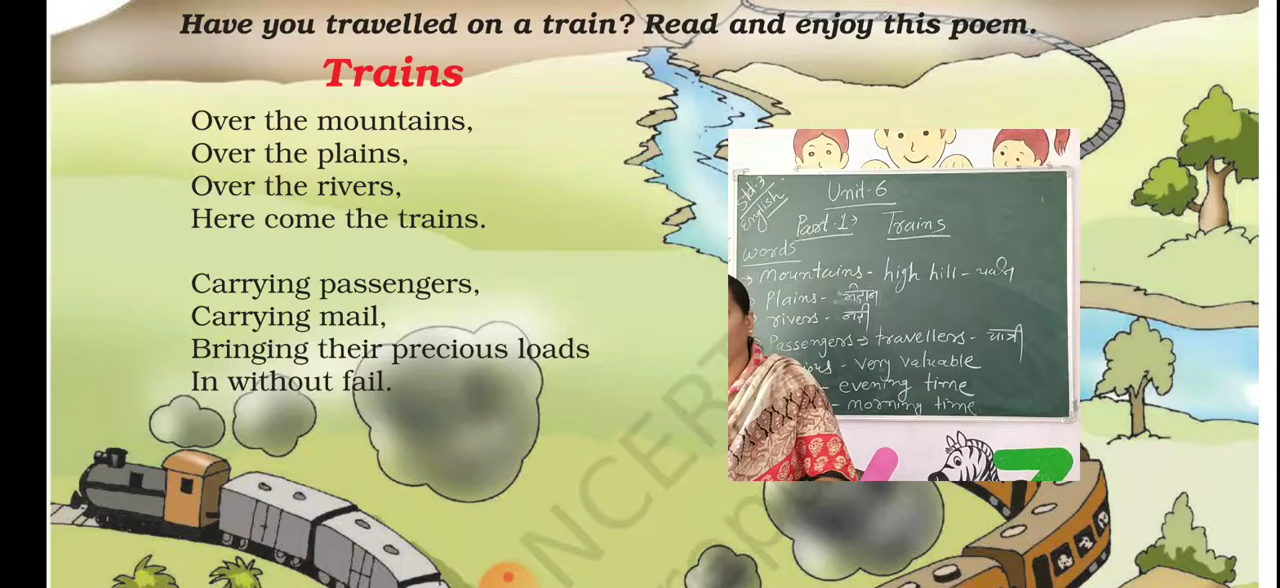 Have you travelled on a train? Read and enjoy this poem.
Trains
Over the mountains,
Over the plains,
Over the rivers,
Here come the trains.
Carrying passengers,
Carrying mail,
Bringing their precious loads
In without fail.
Std.3
English
Unit-6
Part-1 Trains
words
→ Mountains - high hill - पर्वत
Plains - मैदान
rivers - नदी
Passengers → travellers - यात्री
- very valuable
- evening time
- morning time
NCERT